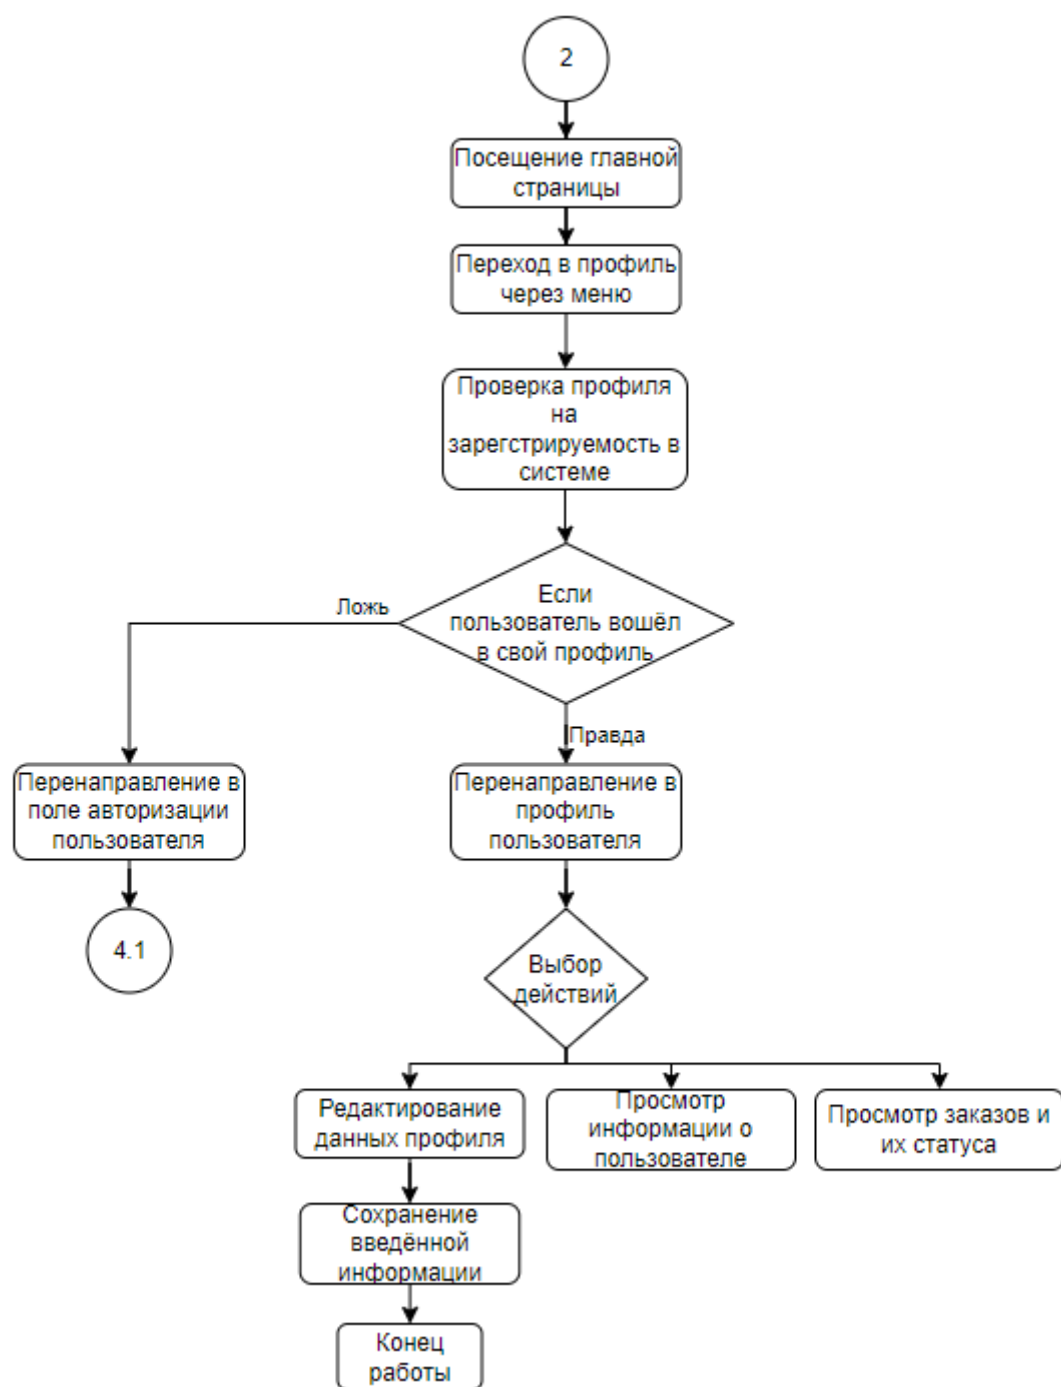 2
Посещение главной
страницы
Переход в профиль
через меню
Проверка профиля
на
зарегстрируемость в
системе
Если
пользователь вошёл
в свой профиль
Ложь
Правда
Перенаправление в
поле авторизации
пользователя
Перенаправление в
профиль
пользователя
4.1
Выбор
действий
Редактирование
данных профиля
Просмотр
информации о
пользователе
Просмотр заказов и
их статуса
Сохранение
введённой
информации
Конец
работы